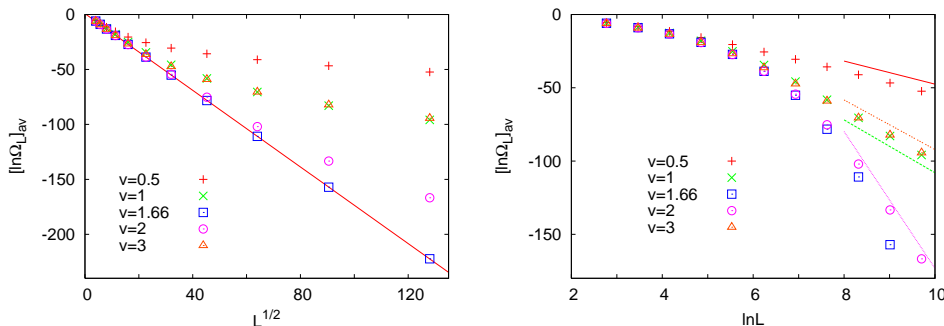 0
-50
-100
-150
-200
[lnΩ_L]_av
v=0.5
v=1
v=1.66
v=2
v=3
0 40 80 120
L^{1/2}
0
-50
-100
-150
[lnΩ_L]_av
v=0.5
v=1
v=1.66
v=2
v=3
2 4 6 8 10
lnL